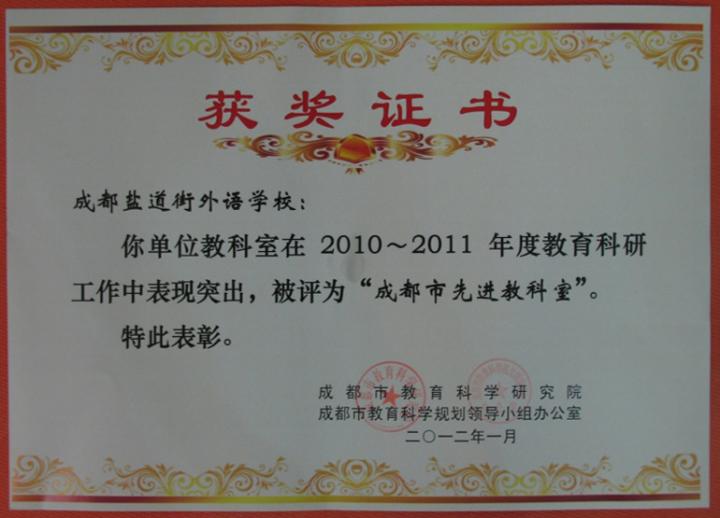 获奖证书
成都盐道街外语学校:
你单位教科室在 2010～2011 年度教育科研
工作中表现突出，被评为“成都市先进教科室”。
特此表彰。
成都市教育科学研究院
成都市教育科学规划领导小组办公室
二〇一二年一月